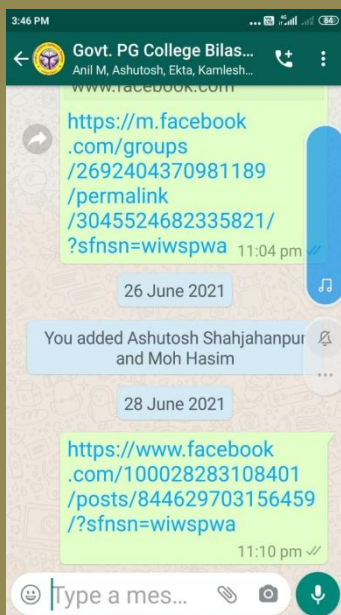 3:46 PM
84
Govt. PG College Bilas...
Anil M, Ashutosh, Ekta, Kamlesh...
www.facebook.com
https://m.facebook
.com/groups
/2692404370981189
/permalink
/3045524682335821/
?sfnsn=wiwspwa
11:04 pm
26 June 2021
You added Ashutosh Shahjahanpur
and Moh Hasim
28 June 2021
https://www.facebook
.com/100028283108401
/posts/844629703156459
/?sfnsn=wiwspwa
11:10 pm
Type a mes...